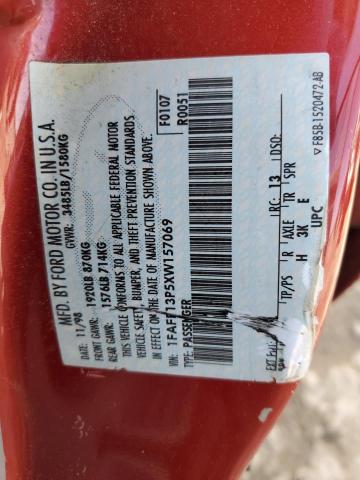 MFD. BY FORD MOTOR CO. IN U.S.A.
DATE: 11/98 GVWR: 3485LB/1580KG
FRONT GAWR: 1920LB 870KG
REAR GAWR: 1576LB 714KG
THIS VEHICLE CONFORMS TO ALL APPLICABLE FEDERAL MOTOR
VEHICLE SAFETY, BUMPER, AND THEFT PREVENTION STANDARDS
IN EFFECT ON THE DATE OF MANUFACTURE SHOWN ABOVE.
VIN: 1FAFP13P5XW157069
TYPE: PASSENGER
F0107
R0051
EXT PNT: RC: 13 DSO:
TP/PS R AXLE TR SPR
H 3K E
UPC
▽ F85B-1520472-AB